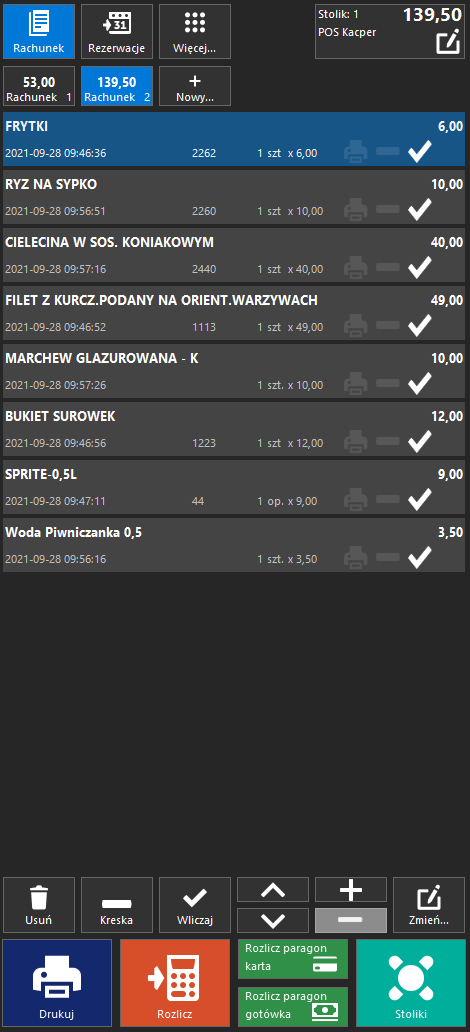 Rachunek
31
Rezerwacje
Więcej...
Stolik: 1
139,50
POS Kacper
53,00
Rachunek 1
139,50
Rachunek 2
Nowy...
FRYTKI 6,00
2021-09-28 09:46:36 2262 1 szt x 6,00
RYZ NA SYPKO 10,00
2021-09-28 09:56:51 2260 1 szt x 10,00
CIELECINA W SOS. KONIAKOWYM 40,00
2021-09-28 09:57:16 2440 1 szt x 40,00
FILET Z KURCZ.PODANY NA ORIENT.WARZYWACH 49,00
2021-09-28 09:46:52 1113 1 szt x 49,00
MARCHEW GLAZUROWANA - K 10,00
2021-09-28 09:57:26 1 szt. x 10,00
BUKIET SUROWEK 12,00
2021-09-28 09:46:56 1223 1 szt x 12,00
SPRITE-0,5L 9,00
2021-09-28 09:47:11 44 1 op. x 9,00
Woda Piwniczanka 0,5 3,50
2021-09-28 09:56:16 1 szt. x 3,50
Usuń
Kreska
Wliczaj
Zmień...
Drukuj
Rozlicz
Rozlicz paragon
karta
Rozlicz paragon
gotówka
Stoliki